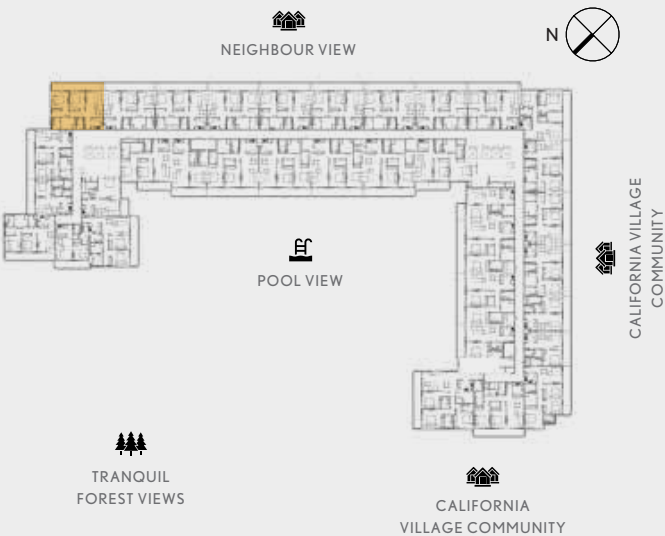 NEIGHBOUR VIEW
N
POOL VIEW
CALIFORNIA VILLAGE
COMMUNITY
TRANQUIL
FOREST VIEWS
CALIFORNIA
VILLAGE COMMUNITY